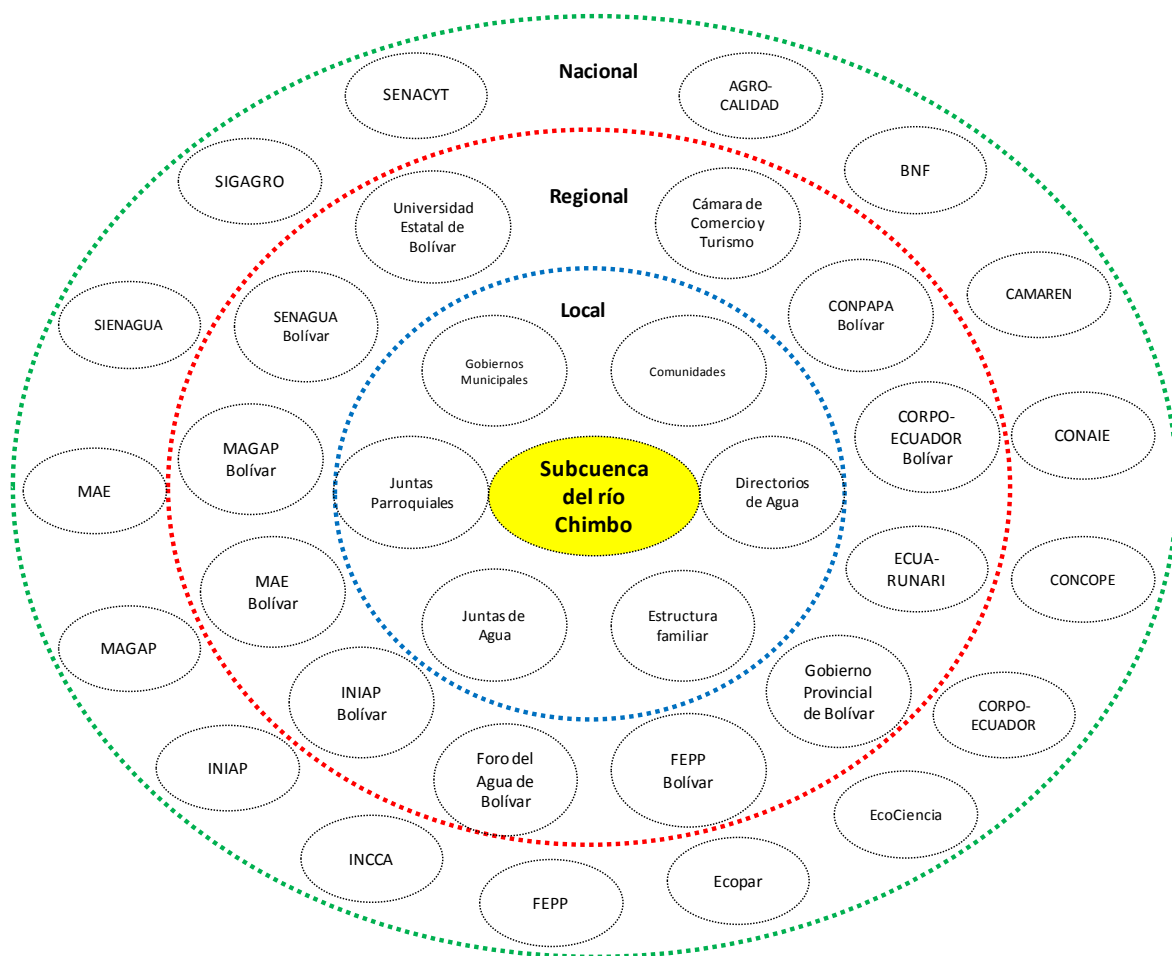 Nacional
SENACYT
AGRO-
CALIDAD
SIGAGRO
BNF
SIENAGUA
CAMAREN
MAE
CONAIE
MAGAP
CONCOPE
INIAP
CORPO-
ECUADOR
INCCA
EcoCiencia
FEPP
Ecopar
Regional
Universidad
Estatal de
Bolívar
Cámara de
Comercio y
Turismo
SENAGUA
Bolívar
CONPAPA
Bolívar
MAGAP
Bolívar
CORPO-
ECUADOR
Bolívar
MAE
Bolívar
ECUA-
RUNARI
INIAP
Bolívar
Gobierno
Provincial
de Bolívar
Foro del
Agua de
Bolívar
FEPP
Bolívar
Local
Gobiernos
Municipales
Comunidades
Juntas
Parroquiales
Subcuenca
del río
Chimbo
Directorios
de Agua
Juntas de
Agua
Estructura
familiar